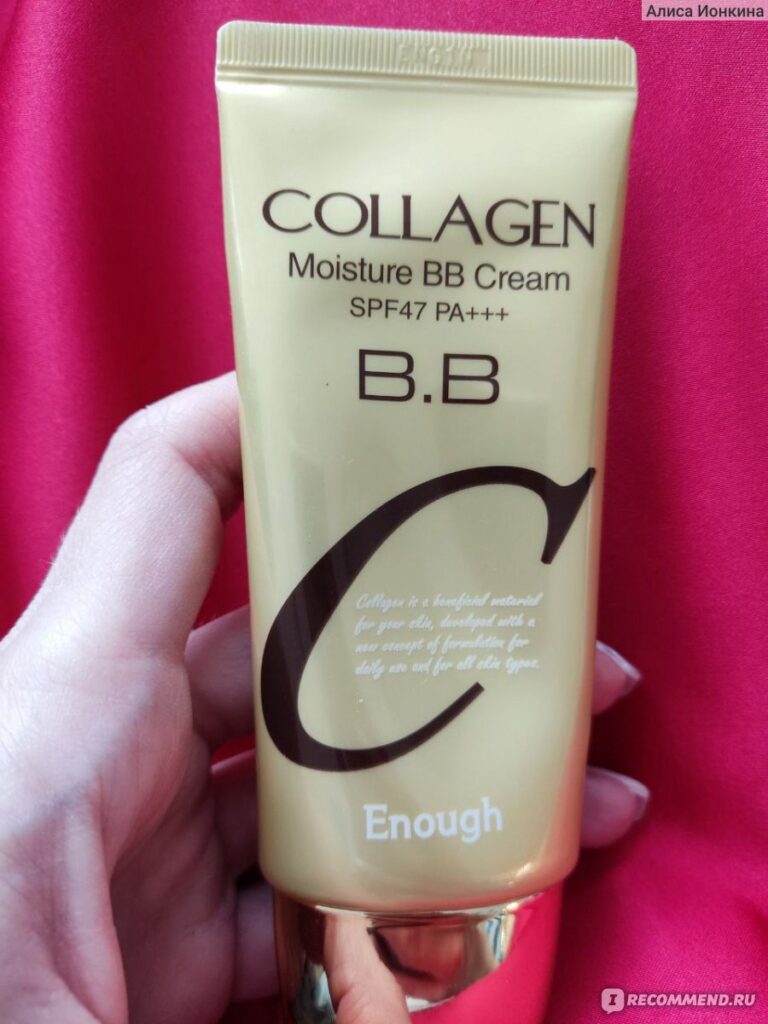 Алиса Ионкина
COLLAGEN
Moisture BB Cream
SPF47 PA+++
B.B
C
Collagen is a beneficial material
for your skin, developed with a
new concept of formulation for
daily use and for all skin types.
Enough
I RECOMMEND.RU